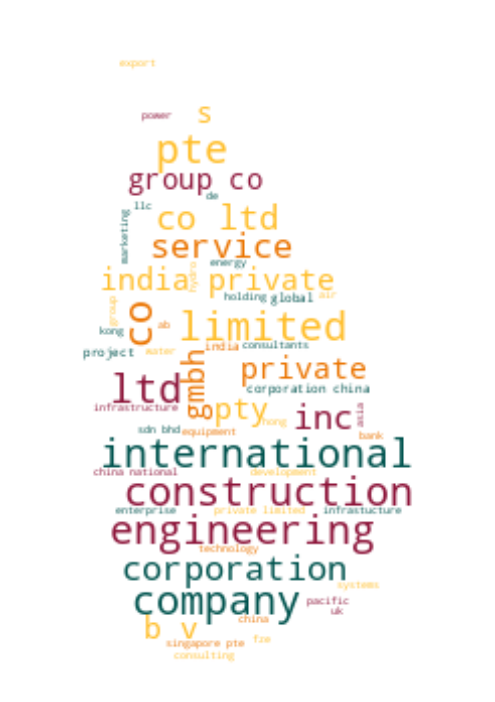 export
power
s
pte
group co
de
llc
marketing
co ltd
service
energy
hydro
india private
holding
global
air
group
co
kong
ab
limited
project
water
india
consultants
gmbh
private
ltd
corporation china
infrastructure
pty
hong
inc
asia
sdn bhd
equipment
bank
international
china national
development
construction
enterprise
private limited
infrastucture
engineering
technology
corporation
systems
company
pacific
uk
b v
china
singapore pte
fze
consulting